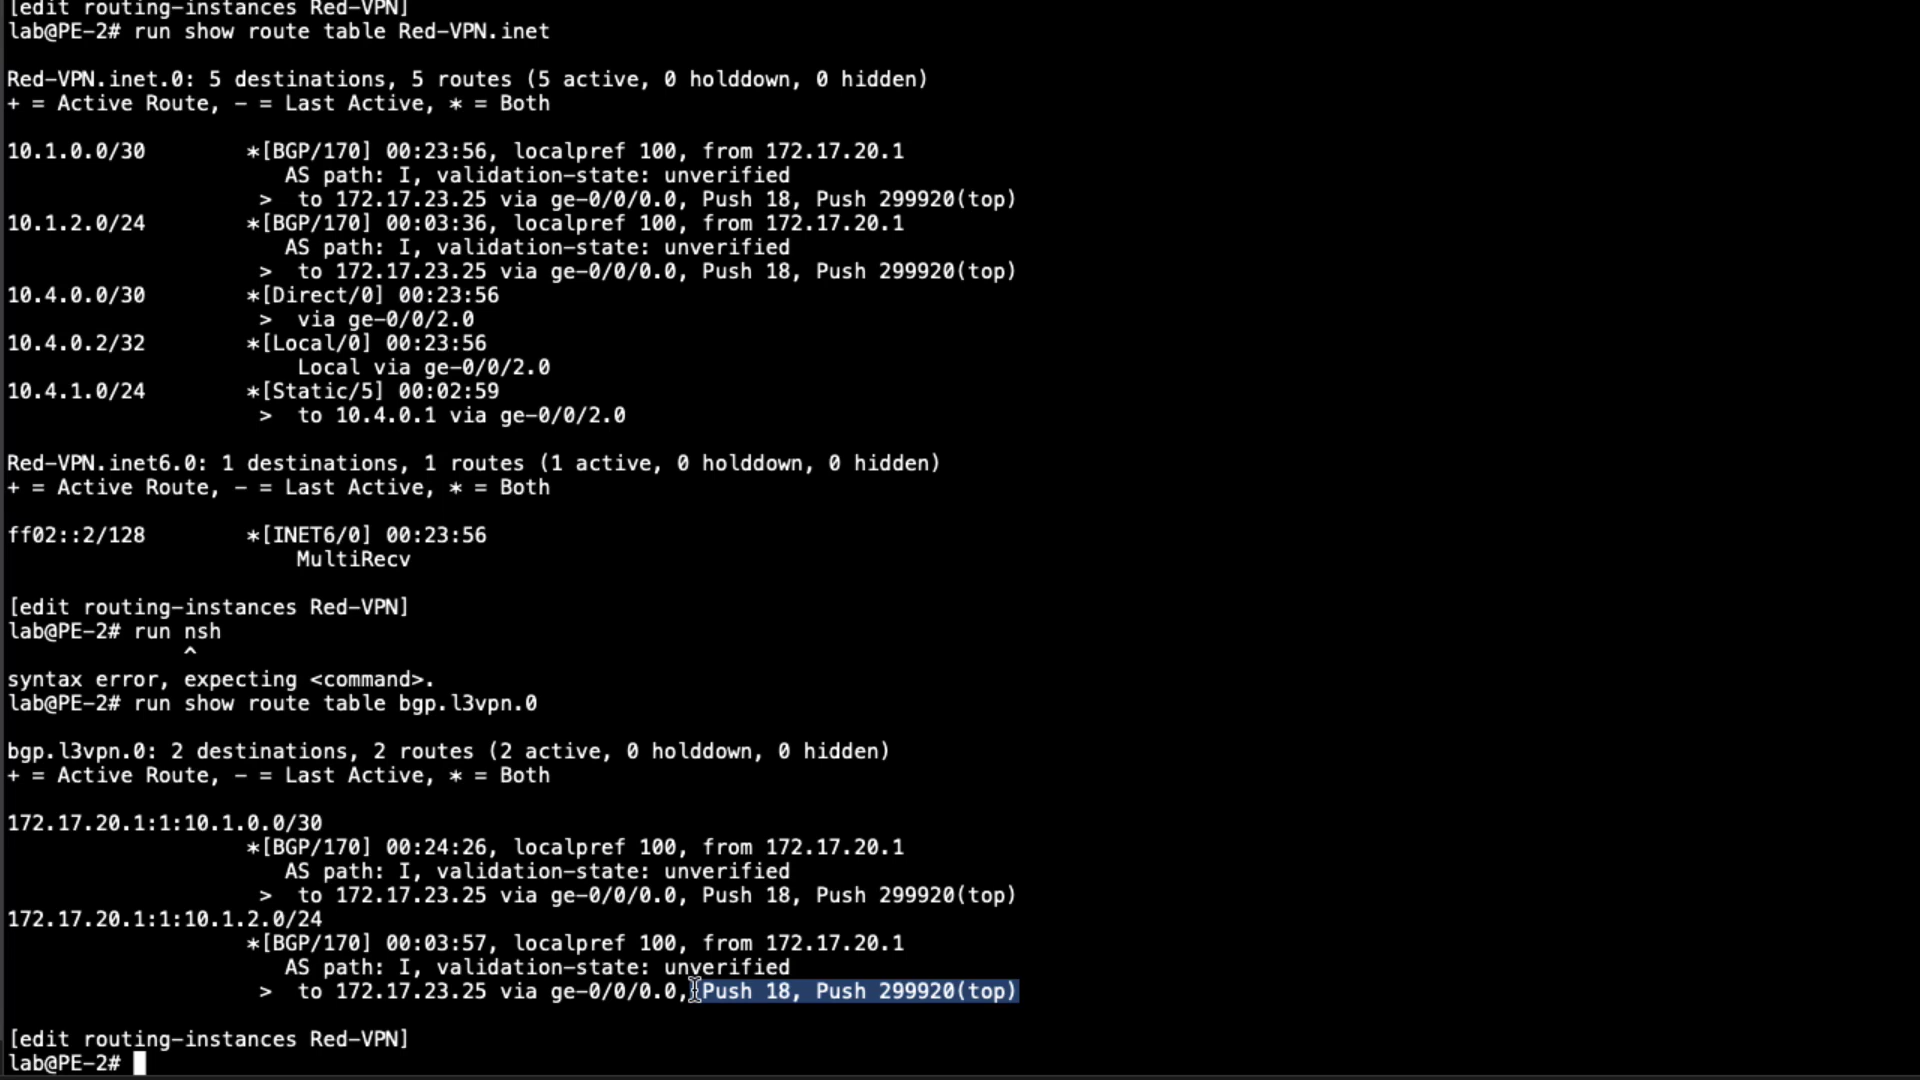 [edit routing-instances Red-VPN]
lab@PE-2# run show route table Red-VPN.inet
Red-VPN.inet.0: 5 destinations, 5 routes (5 active, 0 holddown, 0 hidden)
+ = Active Route, - = Last Active, * = Both
10.1.0.0/30        *[BGP/170] 00:23:56, localpref 100, from 172.17.20.1
                      AS path: I, validation-state: unverified
                    >  to 172.17.23.25 via ge-0/0/0.0, Push 18, Push 299920(top)
10.1.2.0/24        *[BGP/170] 00:03:36, localpref 100, from 172.17.20.1
                      AS path: I, validation-state: unverified
                    >  to 172.17.23.25 via ge-0/0/0.0, Push 18, Push 299920(top)
10.4.0.0/30        *[Direct/0] 00:23:56
                    >  via ge-0/0/2.0
10.4.0.2/32        *[Local/0] 00:23:56
                       Local via ge-0/0/2.0
10.4.1.0/24        *[Static/5] 00:02:59
                    >  to 10.4.0.1 via ge-0/0/2.0
Red-VPN.inet6.0: 1 destinations, 1 routes (1 active, 0 holddown, 0 hidden)
+ = Active Route, - = Last Active, * = Both
ff02::2/128        *[INET6/0] 00:23:56
                       MultiRecv
[edit routing-instances Red-VPN]
lab@PE-2# run nsh
              ^
syntax error, expecting <command>.
lab@PE-2# run show route table bgp.l3vpn.0
bgp.l3vpn.0: 2 destinations, 2 routes (2 active, 0 holddown, 0 hidden)
+ = Active Route, - = Last Active, * = Both
172.17.20.1:1:10.1.0.0/30
                   *[BGP/170] 00:24:26, localpref 100, from 172.17.20.1
                      AS path: I, validation-state: unverified
                    >  to 172.17.23.25 via ge-0/0/0.0, Push 18, Push 299920(top)
172.17.20.1:1:10.1.2.0/24
                   *[BGP/170] 00:03:57, localpref 100, from 172.17.20.1
                      AS path: I, validation-state: unverified
                    >  to 172.17.23.25 via ge-0/0/0.0, Push 18, Push 299920(top)
[edit routing-instances Red-VPN]
lab@PE-2#